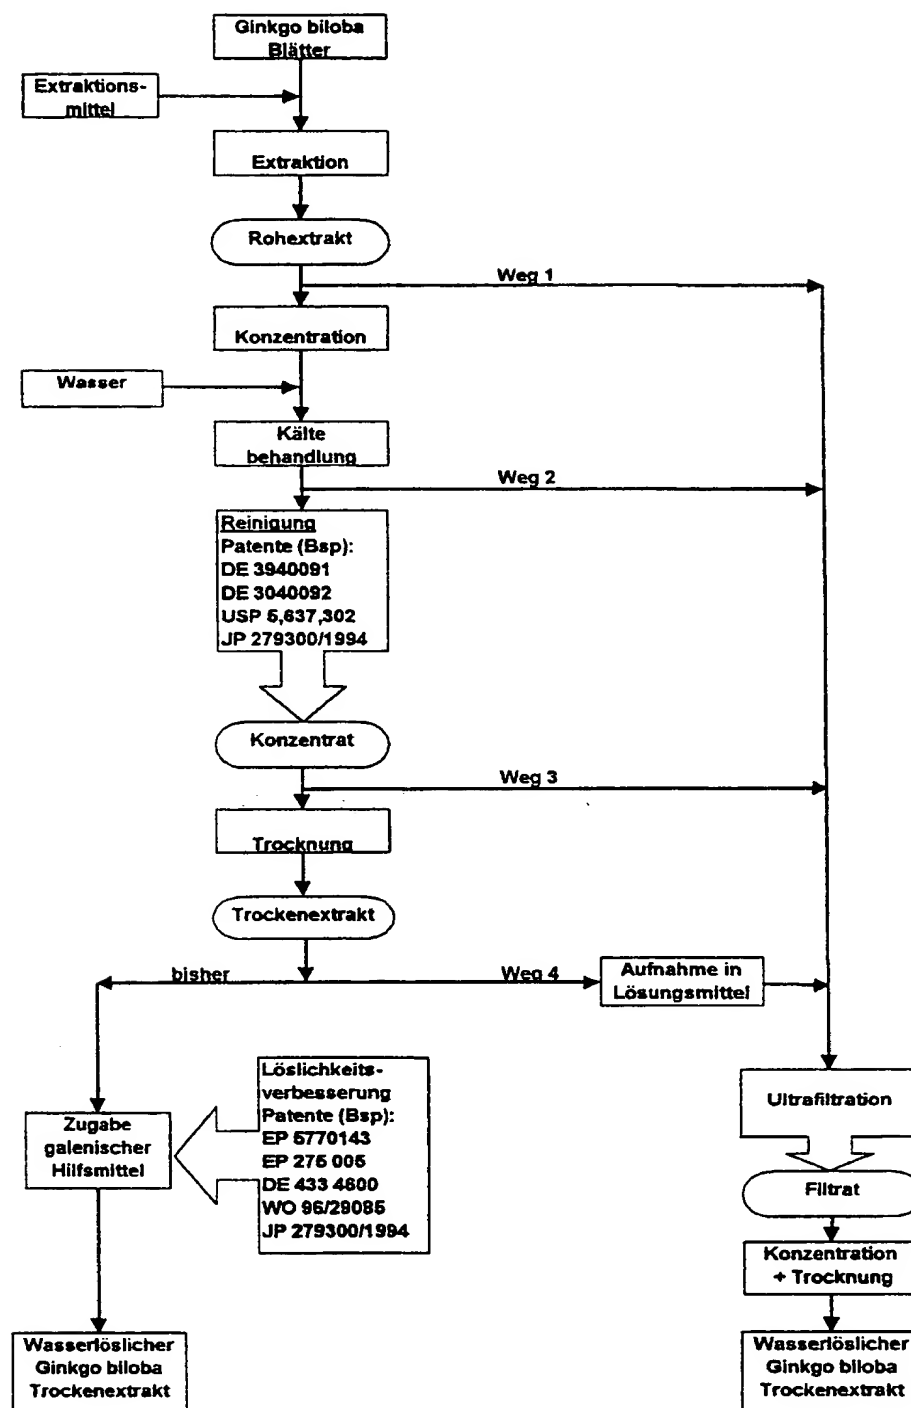 Ginkgo biloba
Blätter
Extraktions-
mittel
Extraktion
Rohextrakt
Weg 1
Konzentration
Wasser
Kälte
behandlung
Weg 2
Reinigung
Patente (Bsp):
DE 3940091
DE 3040092
USP 5,637,302
JP 279300/1994
Konzentrat
Weg 3
Trocknung
Trockenextrakt
bisher
Weg 4
Aufnahme in
Lösungsmittel
Löslichkeits-
verbesserung
Patente (Bsp):
EP 5770143
EP 275 005
DE 433 4600
WO 96/29085
JP 279300/1994
Zugabe
galenischer
Hilfsmittel
Ultrafiltration
Filtrat
Konzentration
+ Trocknung
Wasserlöslicher
Ginkgo biloba
Trockenextrakt
Wasserlöslicher
Ginkgo biloba
Trockenextrakt